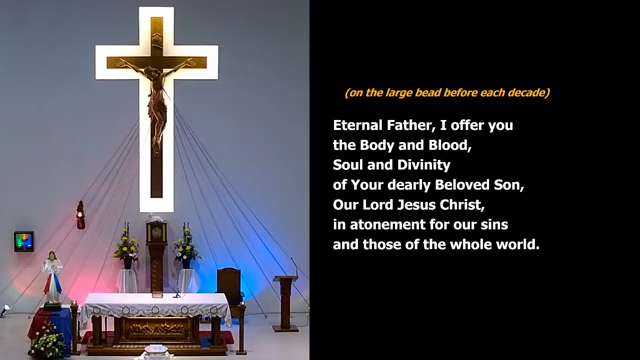 (on the large bead before each decade)
Eternal Father, I offer you
the Body and Blood,
Soul and Divinity
of Your dearly Beloved Son,
Our Lord Jesus Christ,
in atonement for our sins
and those of the whole world.